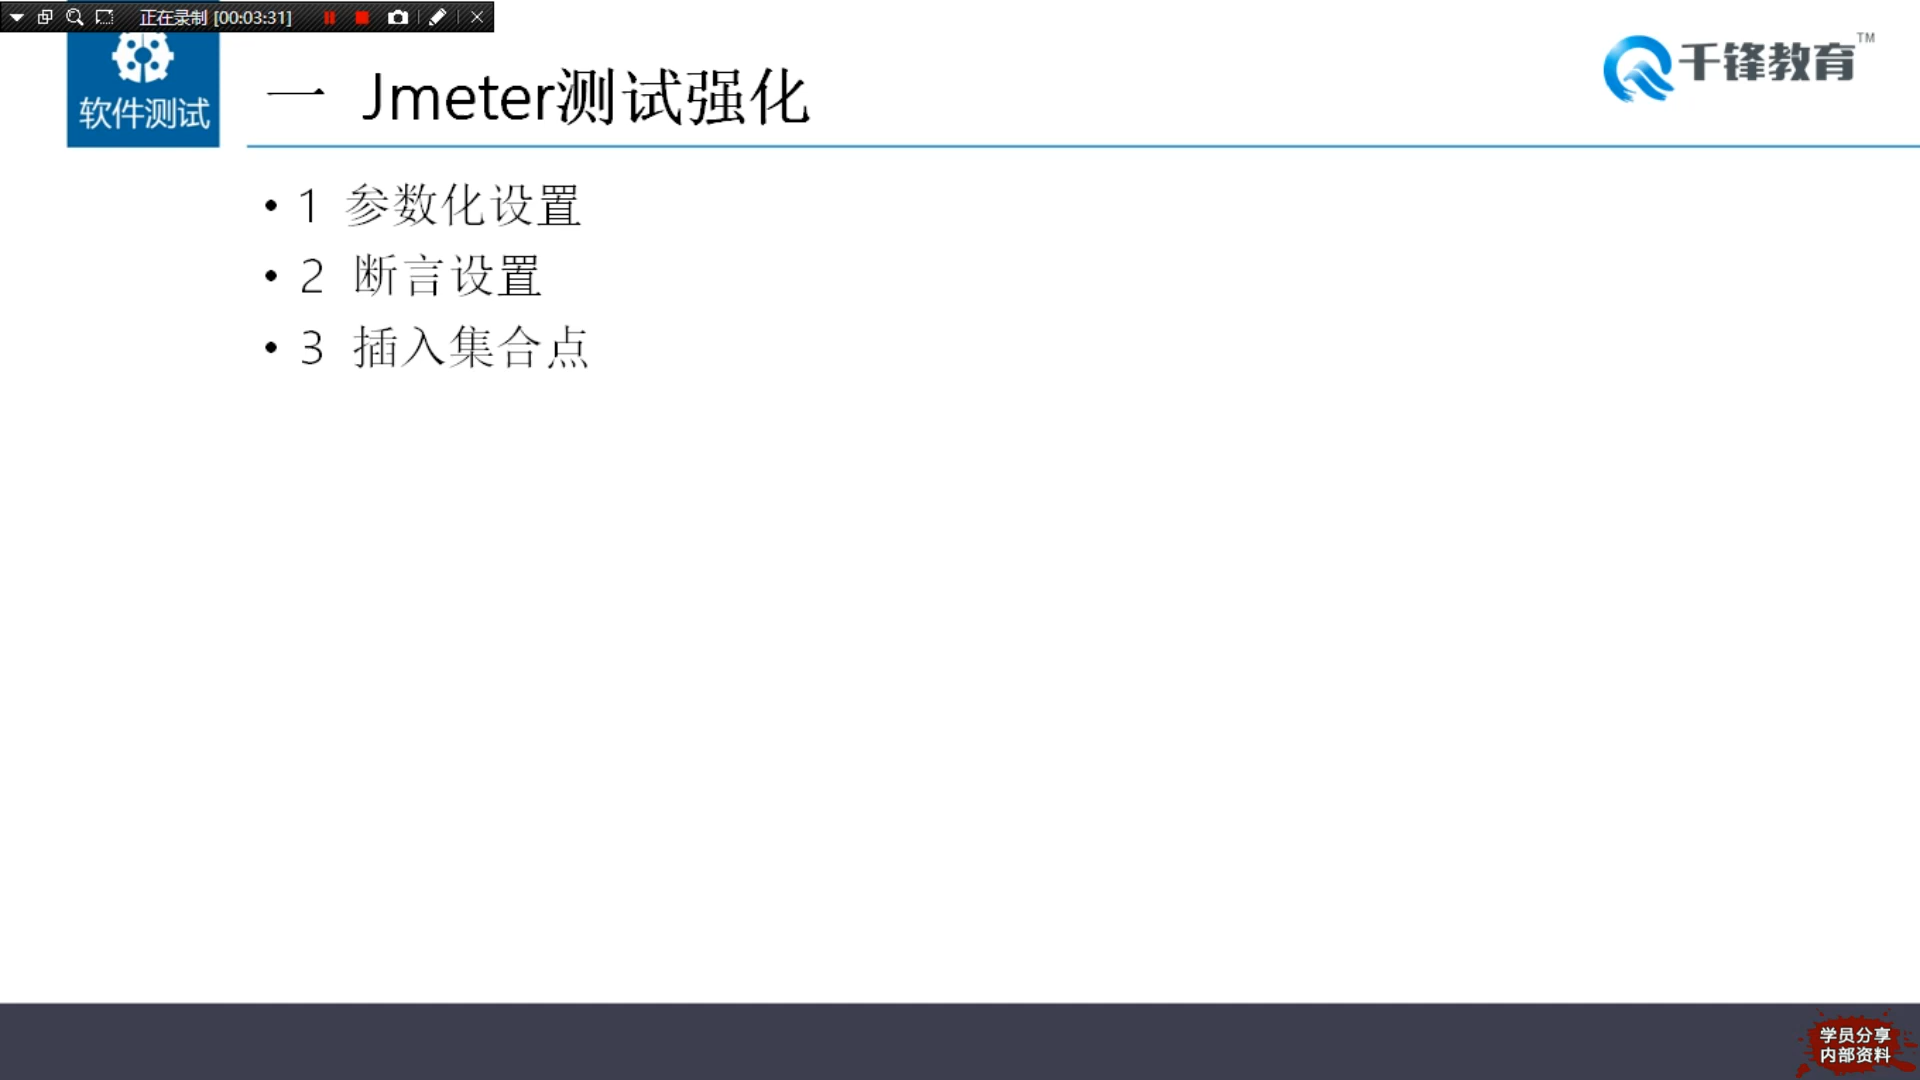 正在录制 [00:03:31]
软件测试
一 Jmeter测试强化
千锋教育™
• 1 参数化设置
• 2 断言设置
• 3 插入集合点
学员分享
内部资料